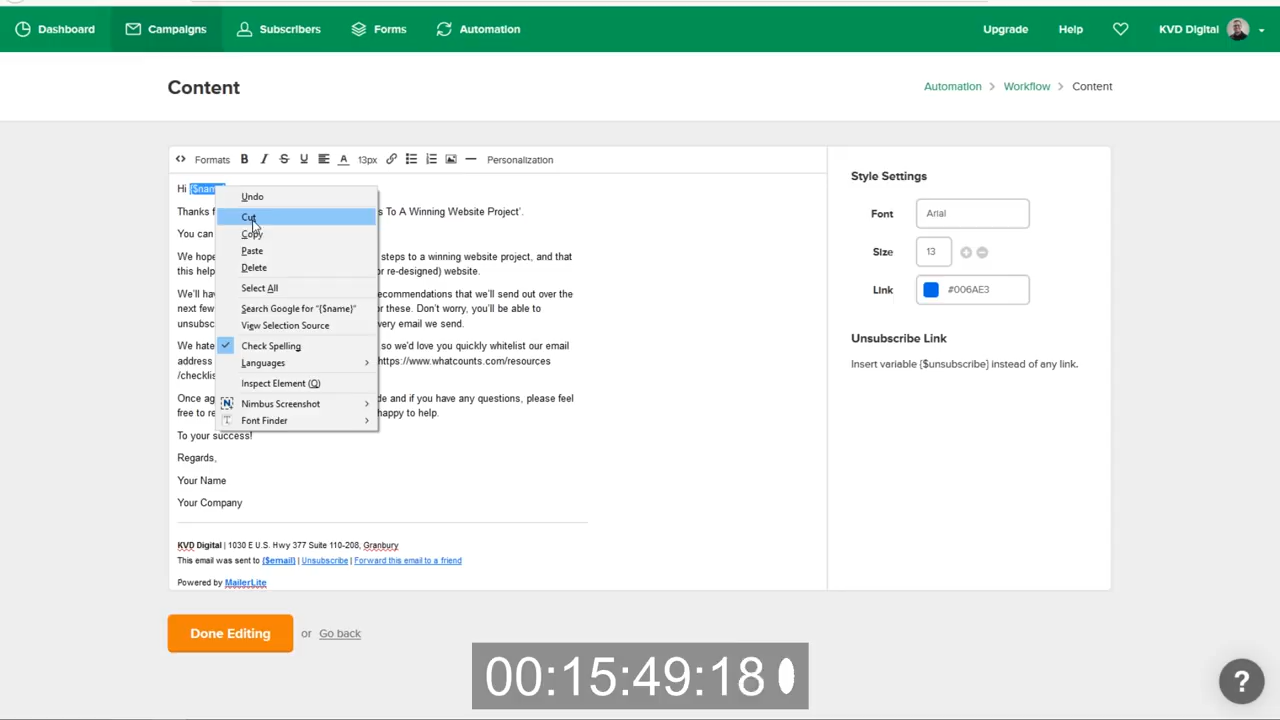 Dashboard Campaigns Subscribers Forms Automation Upgrade Help KVD Digital
Content Automation > Workflow > Content
<> Formats B I S U A 13px Personalization
Hi {$nam
Undo
Cut
Copy
Paste
Delete
Select All
Search Google for "{$name}"
View Selection Source
Check Spelling
Languages
Inspect Element (Q)
Nimbus Screenshot
Font Finder
Thanks f s To A Winning Website Project'.
You can
We hope steps to a winning website project, and that
this help or re-designed) website.
We'll hav ecommendations that we'll send out over the
next few or these. Don't worry, you'll be able to
unsubsc very email we send.
We hate so we'd love you quickly whitelist our email
address https://www.whatcounts.com/resources
/checklis
Once ag de and if you have any questions, please feel
free to re happy to help.
To your success!
Regards,
Your Name
Your Company
KVD Digital | 1030 E U.S. Hwy 377 Suite 110-208, Granbury
This email was sent to {$email} | Unsubscribe | Forward this email to a friend
Powered by MailerLite
Style Settings
Font Arial
Size 13
Link #006AE3
Unsubscribe Link
Insert variable {$unsubscribe} instead of any link.
Done Editing or Go back
00:15:49:18
?